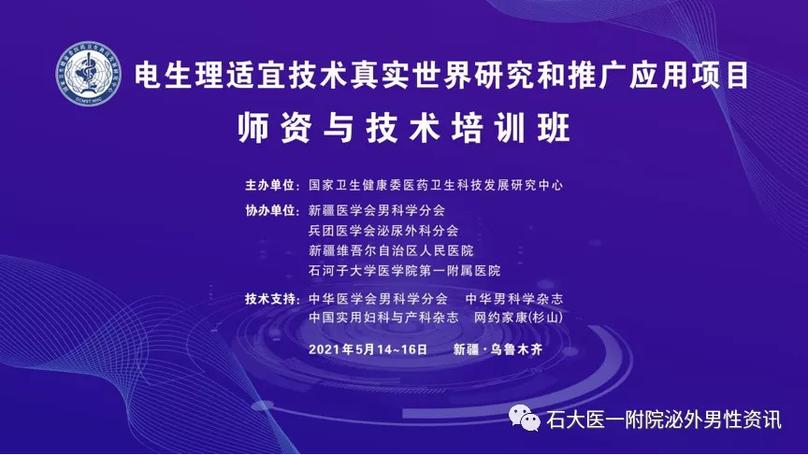 电生理适宜技术真实世界研究和推广应用项目
师资与技术培训班
主办单位：国家卫生健康委医药卫生科技发展研究中心
协办单位：新疆医学会男科学分会
兵团医学会泌尿外科分会
新疆维吾尔自治区人民医院
石河子大学医学院第一附属医院
技术支持：中华医学会男科学分会 中华男科学杂志
中国实用妇科与产科杂志 网约家康(杉山)
2021年5月14~16日 新疆·乌鲁木齐
石大医一附院泌外男性资讯